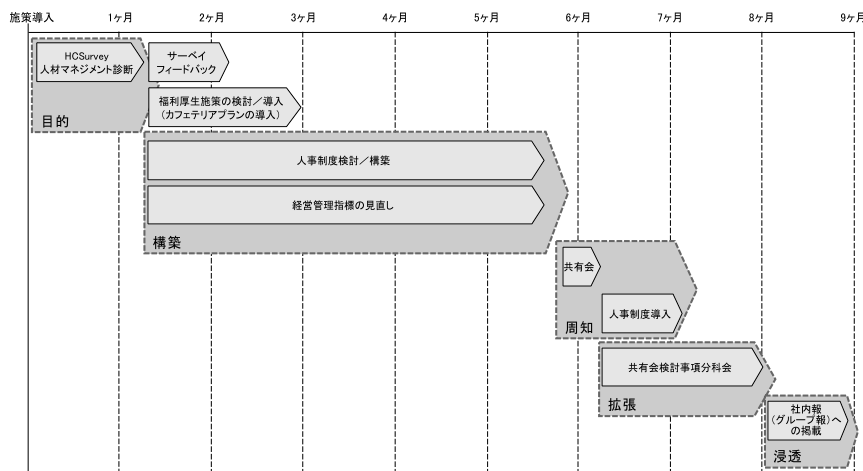 施策導入 1ヶ月 2ヶ月 3ヶ月 4ヶ月 5ヶ月 6ヶ月 7ヶ月 8ヶ月 9ヶ月
HCSurvey
人材マネジメント診断
サーベイ
フィードバック
福利厚生施策の検討／導入
（カフェテリアプランの導入）
目的
人事制度検討／構築
経営管理指標の見直し
構築
共有会
人事制度導入
周知
共有会検討事項分科会
拡張
社内報
（グループ報）へ
の掲載
浸透